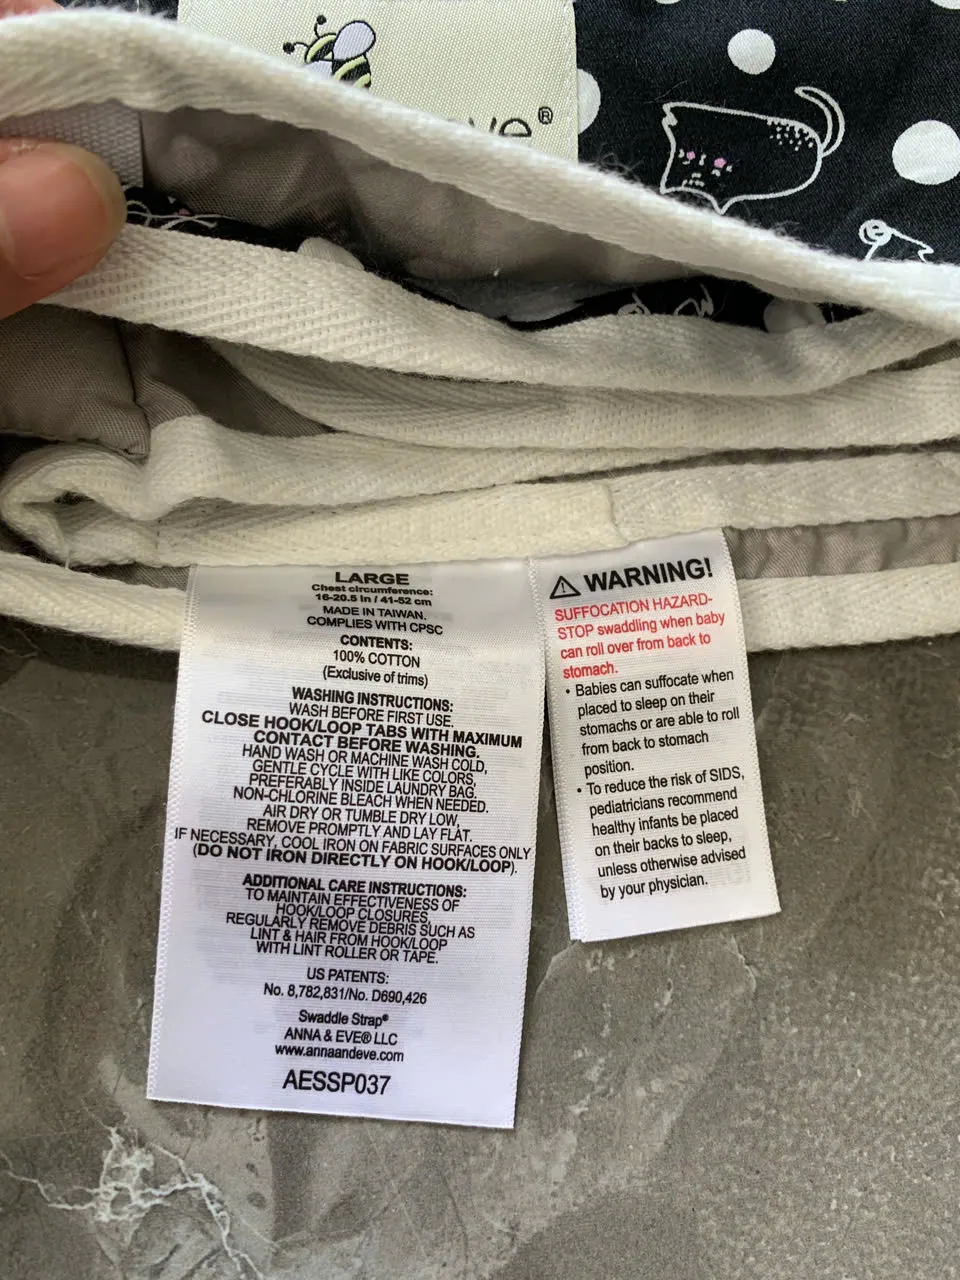 ve®
LARGE
Chest circumference:
16-20.5 in / 41-52 cm
MADE IN TAIWAN.
COMPLIES WITH CPSC
CONTENTS:
100% COTTON
(Exclusive of trims)
WASHING INSTRUCTIONS:
WASH BEFORE FIRST USE.
CLOSE HOOK/LOOP TABS WITH MAXIMUM
CONTACT BEFORE WASHING.
HAND WASH OR MACHINE WASH COLD,
GENTLE CYCLE WITH LIKE COLORS,
PREFERABLY INSIDE LAUNDRY BAG.
NON-CHLORINE BLEACH WHEN NEEDED.
AIR DRY OR TUMBLE DRY LOW,
REMOVE PROMPTLY AND LAY FLAT.
IF NECESSARY, COOL IRON ON FABRIC SURFACES ONLY
(DO NOT IRON DIRECTLY ON HOOK/LOOP).
ADDITIONAL CARE INSTRUCTIONS:
TO MAINTAIN EFFECTIVENESS OF
HOOK/LOOP CLOSURES,
REGULARLY REMOVE DEBRIS SUCH AS
LINT & HAIR FROM HOOK/LOOP
WITH LINT ROLLER OR TAPE.
US PATENTS:
No. 8,782,831/No. D690,426
Swaddle Strap®
ANNA & EVE® LLC
www.annaandeve.com
AESSP037
WARNING!
SUFFOCATION HAZARD-
STOP swaddling when baby
can roll over from back to
stomach.
• Babies can suffocate when
placed to sleep on their
stomachs or are able to roll
from back to stomach
position.
• To reduce the risk of SIDS,
pediatricians recommend
healthy infants be placed
on their backs to sleep,
unless otherwise advised
by your physician.